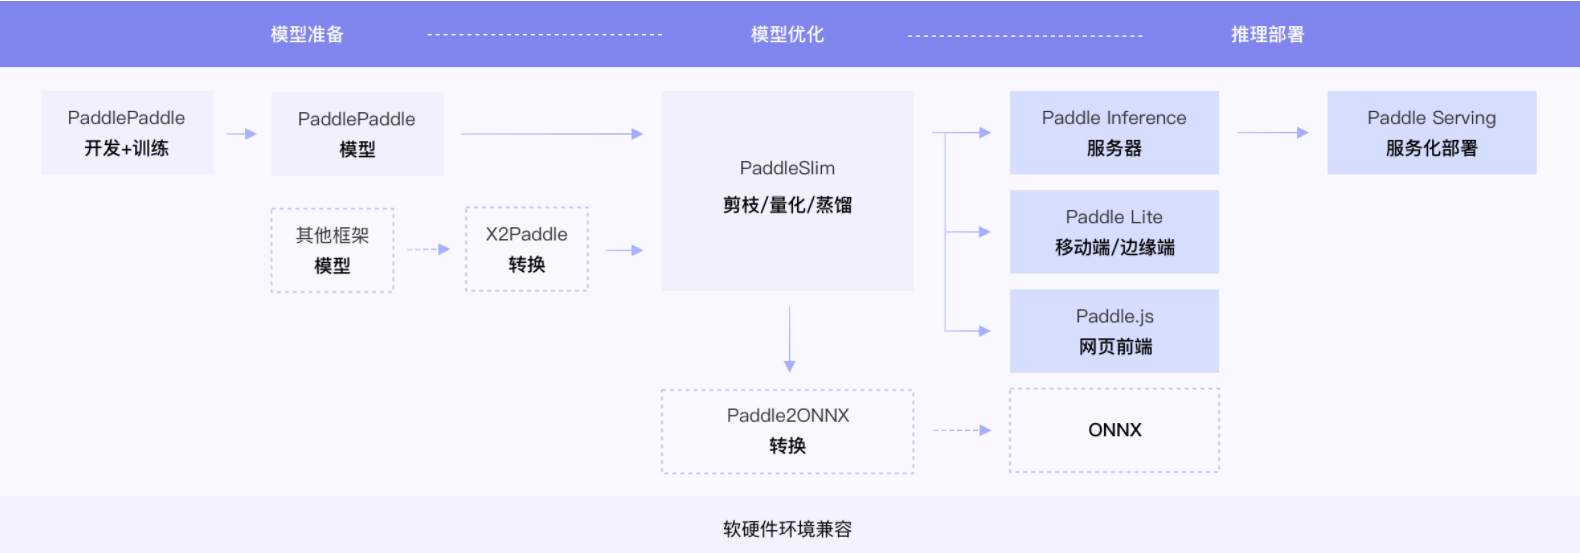 模型准备
模型优化
推理部署
PaddlePaddle
开发+训练
PaddlePaddle
模型
其他框架
模型
X2Paddle
转换
PaddleSlim
剪枝/量化/蒸馏
Paddle2ONNX
转换
Paddle Inference
服务器
Paddle Serving
服务化部署
Paddle Lite
移动端/边缘端
Paddle.js
网页前端
ONNX
软硬件环境兼容